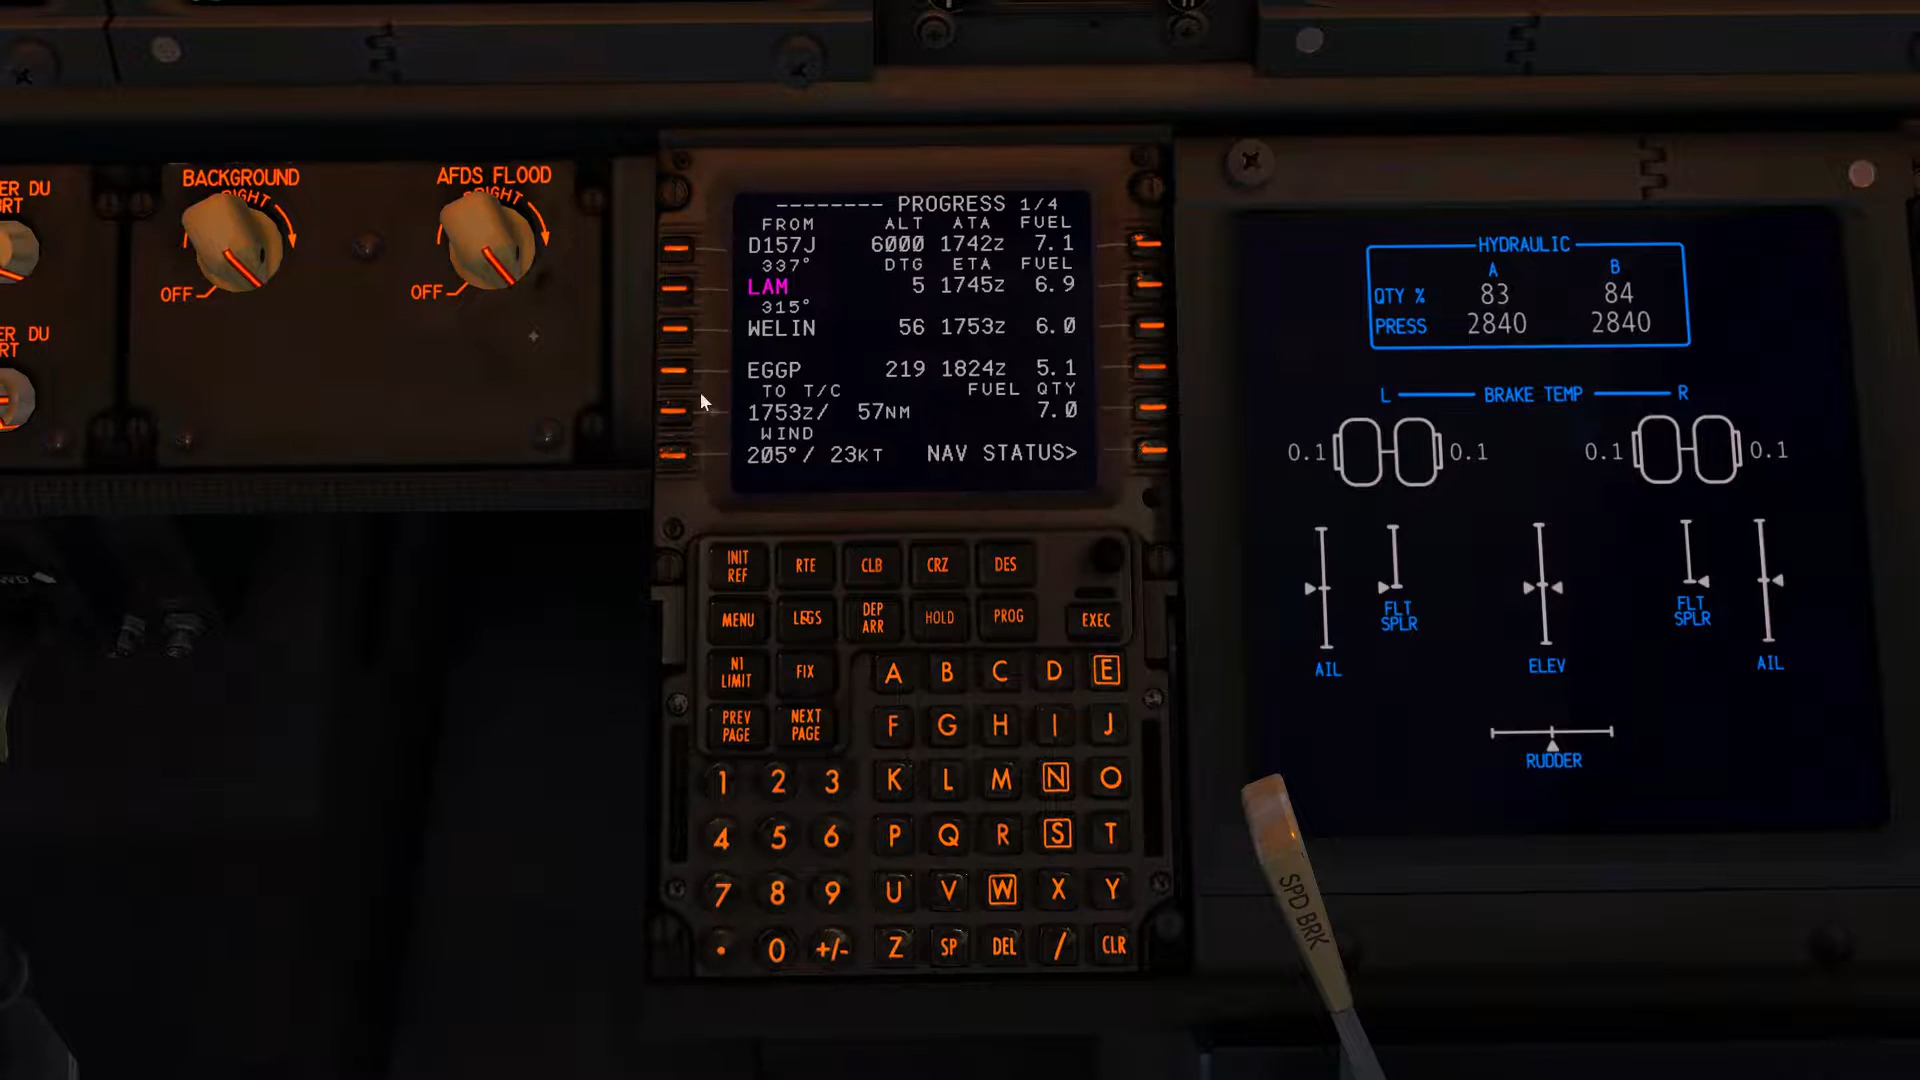 ER DU
RT
BACKGROUND
OFF
AFDS FLOOD
OFF
ER DU
RT
-------- PROGRESS 1/4
FROM ALT ATA FUEL
D157J 6000 1742z 7.1
337° DTG ETA FUEL
LAM 5 1745z 6.9
315°
WELIN 56 1753z 6.0
EGGP 219 1824z 5.1
TO T/C FUEL QTY
1753z/ 57NM 7.0
WIND
205°/ 23KT NAV STATUS>
INIT REF RTE CLB CRZ DES
MENU LEGS DEP ARR HOLD PROG EXEC
N1 LIMIT FIX
PREV PAGE NEXT PAGE
A B C D E
F G H I J
1 2 3 K L M N O
4 5 6 P Q R S T
7 8 9 U V W X Y
. 0 +/- Z SP DEL / CLR
HYDRAULIC
A B
QTY % 83 84
PRESS 2840 2840
L BRAKE TEMP R
0.1 0.1 0.1 0.1
FLT SPLR FLT SPLR
AIL ELEV AIL
RUDDER
SPD BRK